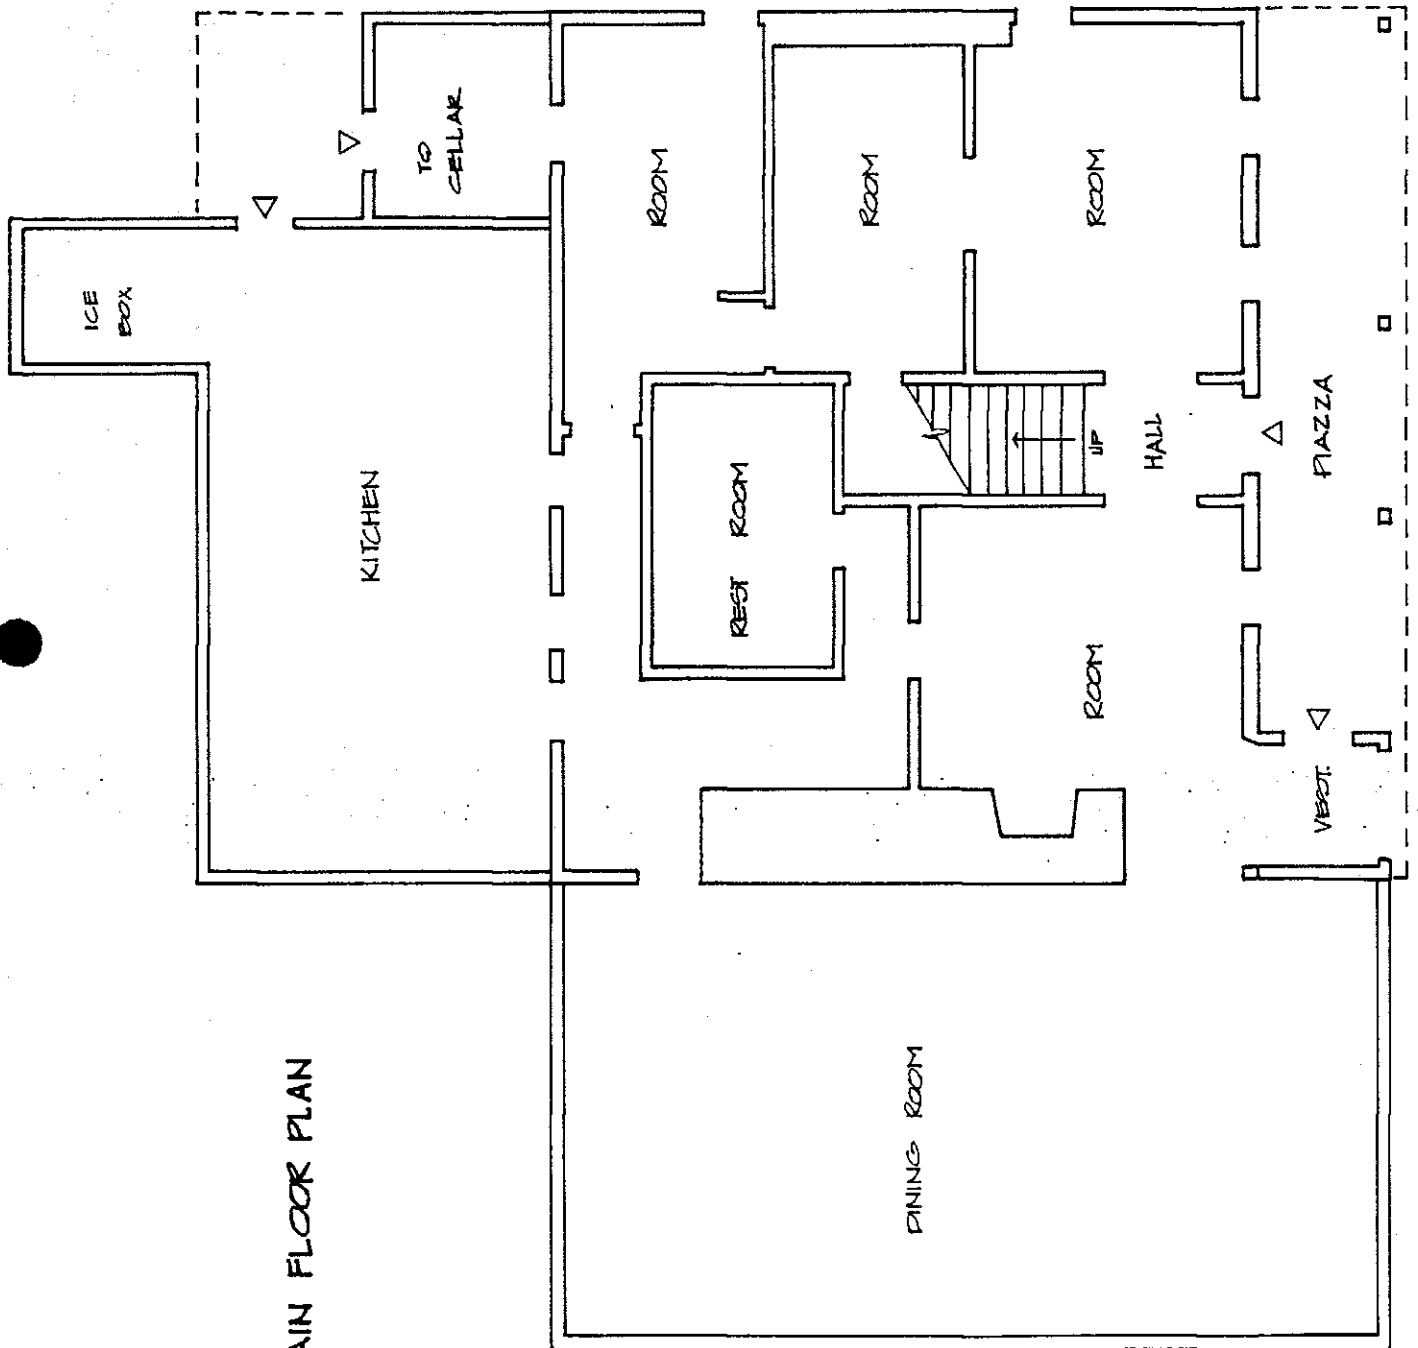 ICE
BOX
TO
CELLAR
KITCHEN
ROOM
ROOM
ROOM
REST ROOM
UP
HALL
PIAZZA
ROOM
VEST.
DINING ROOM
AIN FLOOR PLAN